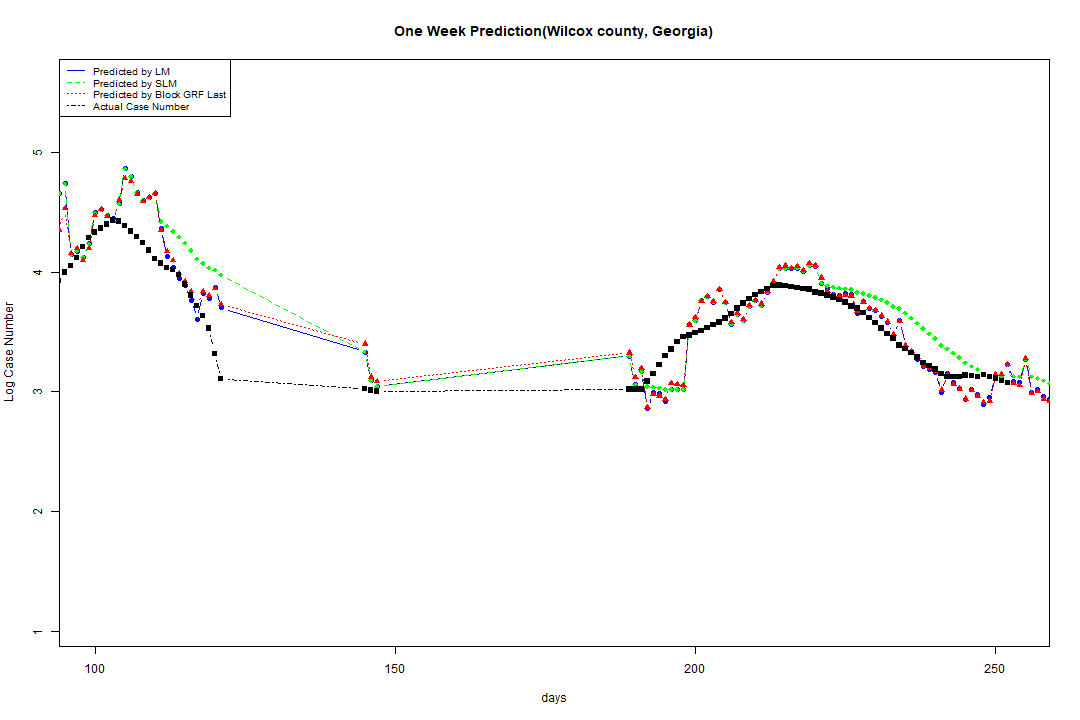 One Week Prediction(Wilcox county, Georgia)
Predicted by LM
Predicted by SLM
Predicted by Block GRF Last
Actual Case Number
Log Case Number
5
4
3
2
1
100 150 200 250
days